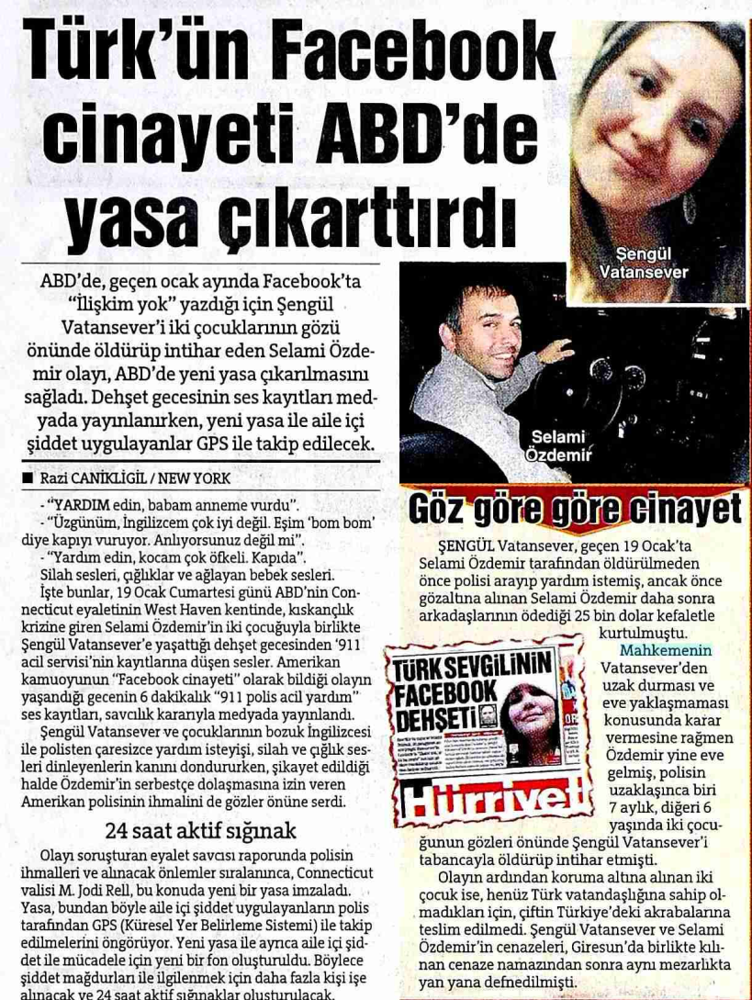 Türk’ün Facebook
cinayeti ABD’de
yasa çıkarttırdı
Şengül
Vatansever
ABD’de, geçen ocak ayında Facebook’ta
“İlişkim yok” yazdığı için Şengül
Vatansever’i iki çocuklarının gözü
önünde öldürüp intihar eden Selami Özde-
mir olayı, ABD’de yeni yasa çıkarılmasını
sağladı. Dehşet gecesinin ses kayıtları med-
yada yayınlanırken, yeni yasa ile aile içi
şiddet uygulayanlar GPS ile takip edilecek.
Selami
Özdemir
■ Razi CANİKLİGİL / NEW YORK
- “YARDIM edin, babam anneme vurdu”.
- “Üzgünüm, İngilizcem çok iyi değil. Eşim ‘bom bom’
diye kapıyı vuruyor. Anlıyorsunuz değil mi”.
- “Yardım edin, kocam çok öfkeli. Kapıda”.
Silah sesleri, çığlıklar ve ağlayan bebek sesleri.
İşte bunlar, 19 Ocak Cumartesi günü ABD’nin Con-
necticut eyaletinin West Haven kentinde, kıskançlık
krizine giren Selami Özdemir’in iki çocuğuyla birlikte
Şengül Vatansever’e yaşattığı dehşet gecesinden ‘911
acil servisi’nin kayıtlarına düşen sesler. Amerikan
kamuoyunun “Facebook cinayeti” olarak bildiği olayın
yaşandığı gecenin 6 dakikalık “911 polis acil yardım”
ses kayıtları, savcılık kararıyla medyada yayınlandı.
Şengül Vatansever ve çocuklarının bozuk İngilizcesi
ile polisten çaresizce yardım isteyişi, silah ve çığlık ses-
leri dinleyenlerin kanını dondururken, şikayet edildiği
halde Özdemir’in serbestçe dolaşmasına izin veren
Amerikan polisinin ihmalini de gözler önüne serdi.
24 saat aktif sığınak
Olayı soruşturan eyalet savcısı raporunda polisin
ihmalleri ve alınacak önlemler sıralanınca, Connecticut
valisi M. Jodi Rell, bu konuda yeni bir yasa imzaladı.
Yasa, bundan böyle aile içi şiddet uygulayanların polis
tarafından GPS (Küresel Yer Belirleme Sistemi) ile takip
edilmelerini öngörüyor. Yeni yasa ile ayrıca aile içi şid-
det ile mücadele için yeni bir fon oluşturuldu. Böylece
şiddet mağdurları ile ilgilenmek için daha fazla kişi işe
alınacak ve 24 saat aktif sığınaklar oluşturulacak.
Göz göre göre cinayet
ŞENGÜL Vatansever, geçen 19 Ocak’ta
Selami Özdemir tarafından öldürülmeden
önce polisi arayıp yardım istemiş, ancak önce
gözaltına alınan Selami Özdemir daha sonra
arkadaşlarının ödediği 25 bin dolar kefaletle
kurtulmuştu.
Mahkemenin
Vatansever’den
uzak durması ve
eve yaklaşmaması
konusunda karar
vermesine rağmen
Özdemir yine eve
gelmiş, polisin
uzaklaşınca biri
7 aylık, diğeri 6
yaşında iki çocu-
ğunun gözleri önünde Şengül Vatansever’i
tabancayla öldürüp intihar etmişti.
Olayın ardından koruma altına alınan iki
çocuk ise, henüz Türk vatandaşlığına sahip ol-
madıkları için, çiftin Türkiye’deki akrabalarına
teslim edilmedi. Şengül Vatansever ve Selami
Özdemir’in cenazeleri, Giresun’da birlikte kılı-
nan cenaze namazından sonra aynı mezarlıkta
yan yana defnedilmişti.
TÜRK SEVGİLİNİN
FACEBOOK
DEHŞETİ
Hürriyet